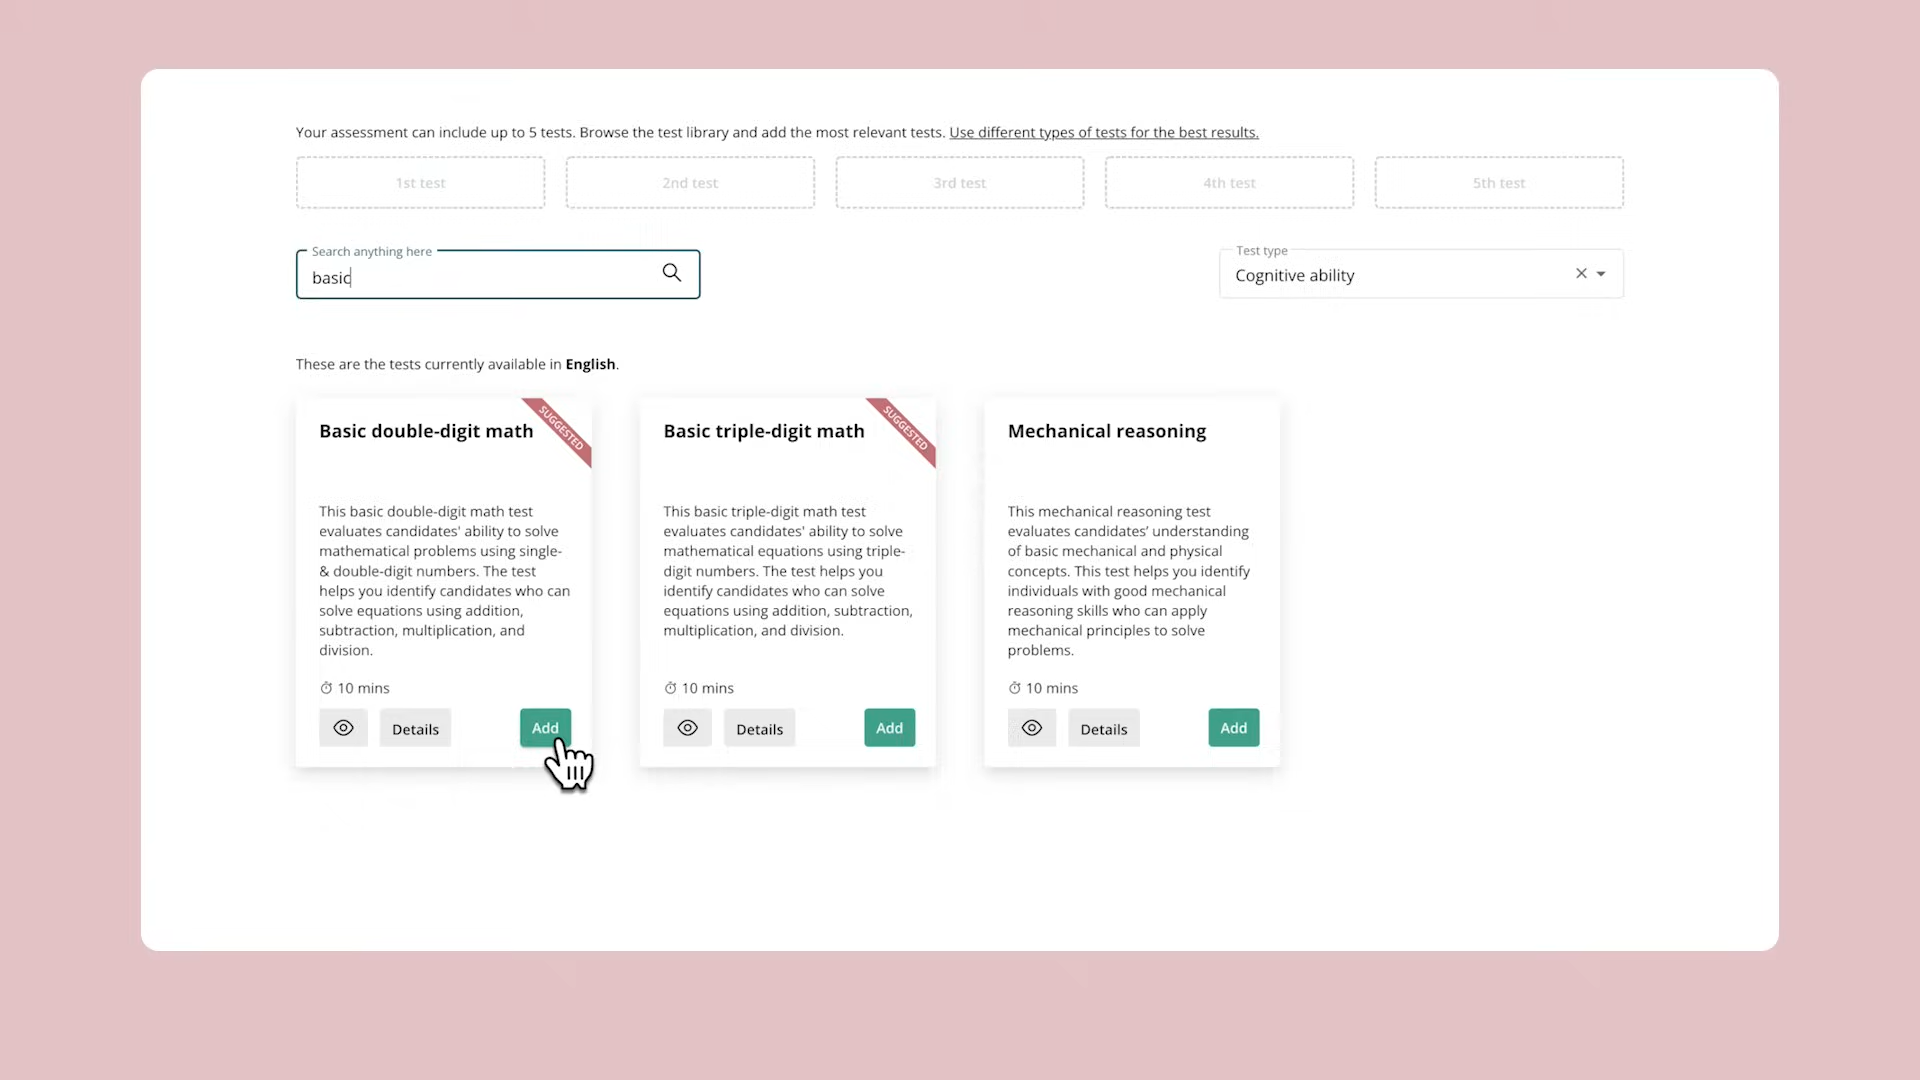 Your assessment can include up to 5 tests. Browse the test library and add the most relevant tests. Use different types of tests for the best results.
1st test
2nd test
3rd test
4th test
5th test
Search anything here
basic
Test type
Cognitive ability
These are the tests currently available in English.
Basic double-digit math
SUGGESTED
This basic double-digit math test
evaluates candidates' ability to solve
mathematical problems using single-
& double-digit numbers. The test
helps you identify candidates who can
solve equations using addition,
subtraction, multiplication, and
division.
10 mins
Details
Add
Basic triple-digit math
SUGGESTED
This basic triple-digit math test
evaluates candidates' ability to solve
mathematical equations using triple-
digit numbers. The test helps you
identify candidates who can solve
equations using addition, subtraction,
multiplication, and division.
10 mins
Details
Add
Mechanical reasoning
This mechanical reasoning test
evaluates candidates’ understanding
of basic mechanical and physical
concepts. This test helps you identify
individuals with good mechanical
reasoning skills who can apply
mechanical principles to solve
problems.
10 mins
Details
Add